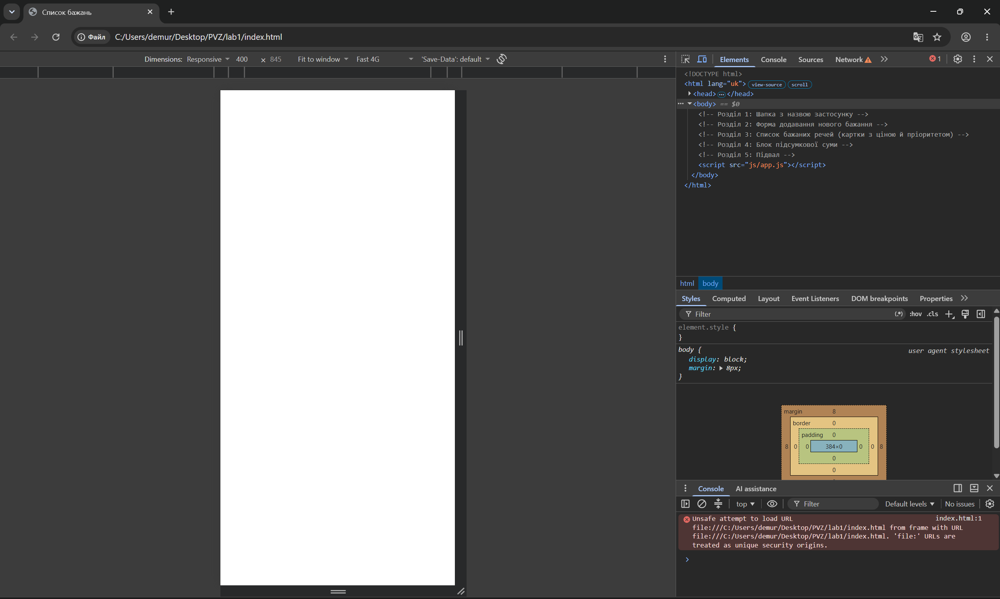 Список бажань
Файл
C:/Users/demur/Desktop/PVZ/lab1/index.html
Dimensions: Responsive 400 × 845 Fit to window Fast 4G 'Save-Data': default
Elements Console Sources Network 1
<!DOCTYPE html>
<html lang="uk"> view-source scroll
<head> … </head>
… <body> == $0
<!-- Розділ 1: Шапка з назвою застосунку -->
<!-- Розділ 2: Форма додавання нового бажання -->
<!-- Розділ 3: Список бажаних речей (картки з ціною й пріоритетом) -->
<!-- Розділ 4: Блок підсумкової суми -->
<!-- Розділ 5: Підвал -->
<script src="js/app.js"></script>
</body>
</html>
html body
Styles Computed Layout Event Listeners DOM breakpoints Properties
Filter (.*) :hov .cls
element.style {
}
body { user agent stylesheet
display: block;
margin: 8px;
}
margin 8
border 0
padding 0
8 0 0 384×0 0 0 8
0
0
Console AI assistance
top Filter Default levels No issues
Unsafe attempt to load URL index.html:1
file:///C:/Users/demur/Desktop/PVZ/lab1/index.html from frame with URL
file:///C:/Users/demur/Desktop/PVZ/lab1/index.html. 'file:' URLs are
treated as unique security origins.